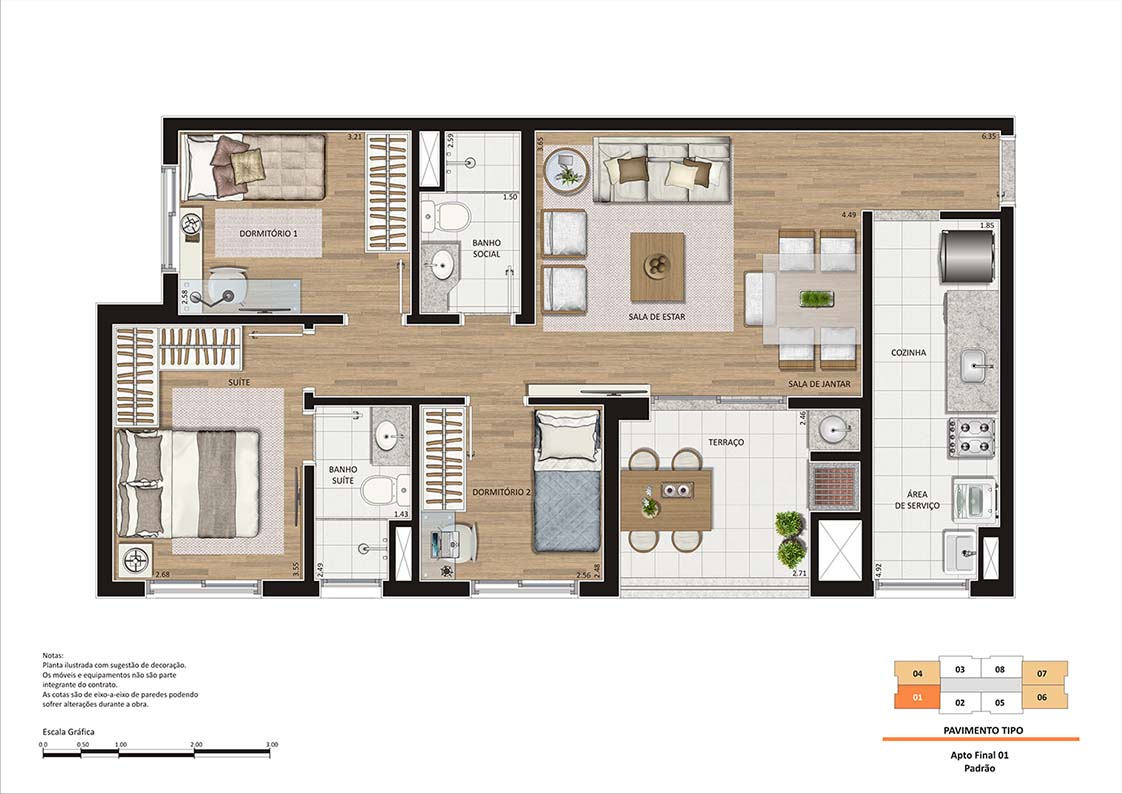 3.21
2.59
3.65
6.35
1.50
4.49
1.85
DORMITÓRIO 1
BANHO
SOCIAL
2.58
SALA DE ESTAR
COZINHA
SUÍTE
SALA DE JANTAR
2.46
TERRAÇO
BANHO
SUÍTE
DORMITÓRIO 2
ÁREA
DE SERVIÇO
1.43
2.68
3.55
2.49
2.56
2.48
2.71
4.92
Notas:
Planta ilustrada com sugestão de decoração.
Os móveis e equipamentos não são parte
integrante do contrato.
As cotas são de eixo-a-eixo de paredes podendo
sofrer alterações durante a obra.
Escala Gráfica
0.0 0.50 1.00 2.00 3.00
04 03 08 07
01 02 05 06
PAVIMENTO TIPO
Apto Final 01
Padrão